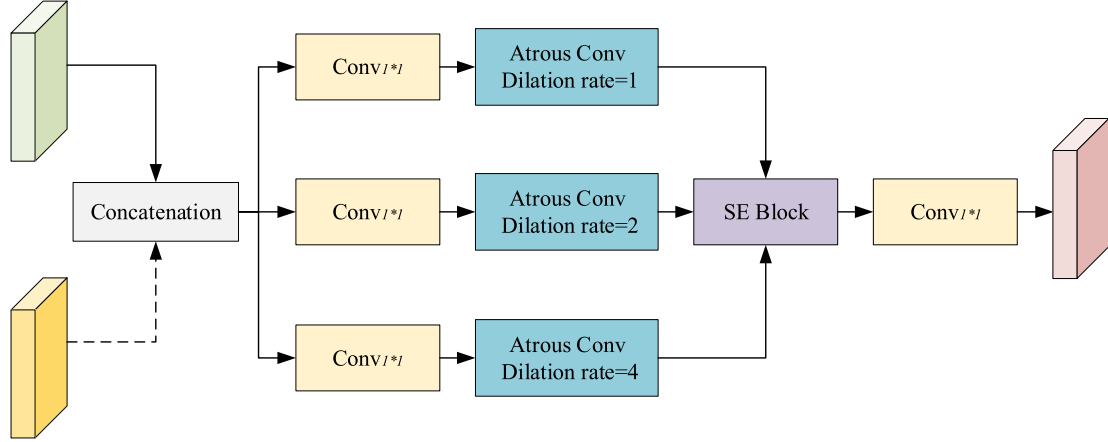 Conv1*1
Atrous Conv
Dilation rate=1
Concatenation
Conv1*1
Atrous Conv
Dilation rate=2
SE Block
Conv1*1
Conv1*1
Atrous Conv
Dilation rate=4